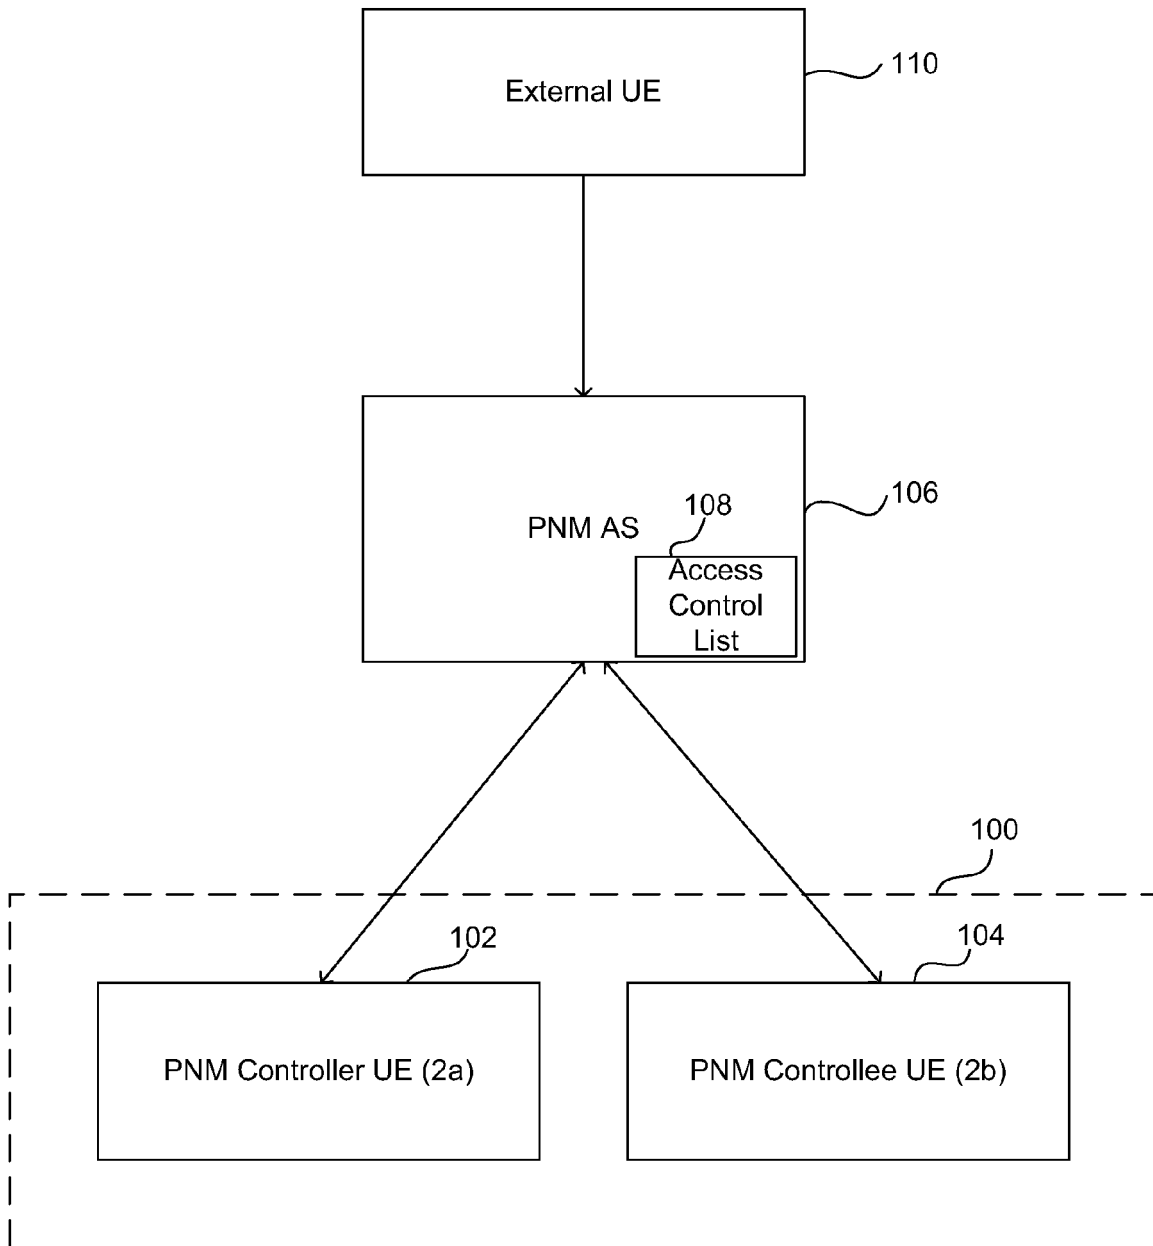 External UE
110
PNM AS
106
108
Access
Control
List
100
102
104
PNM Controller UE (2a)
PNM Controllee UE (2b)